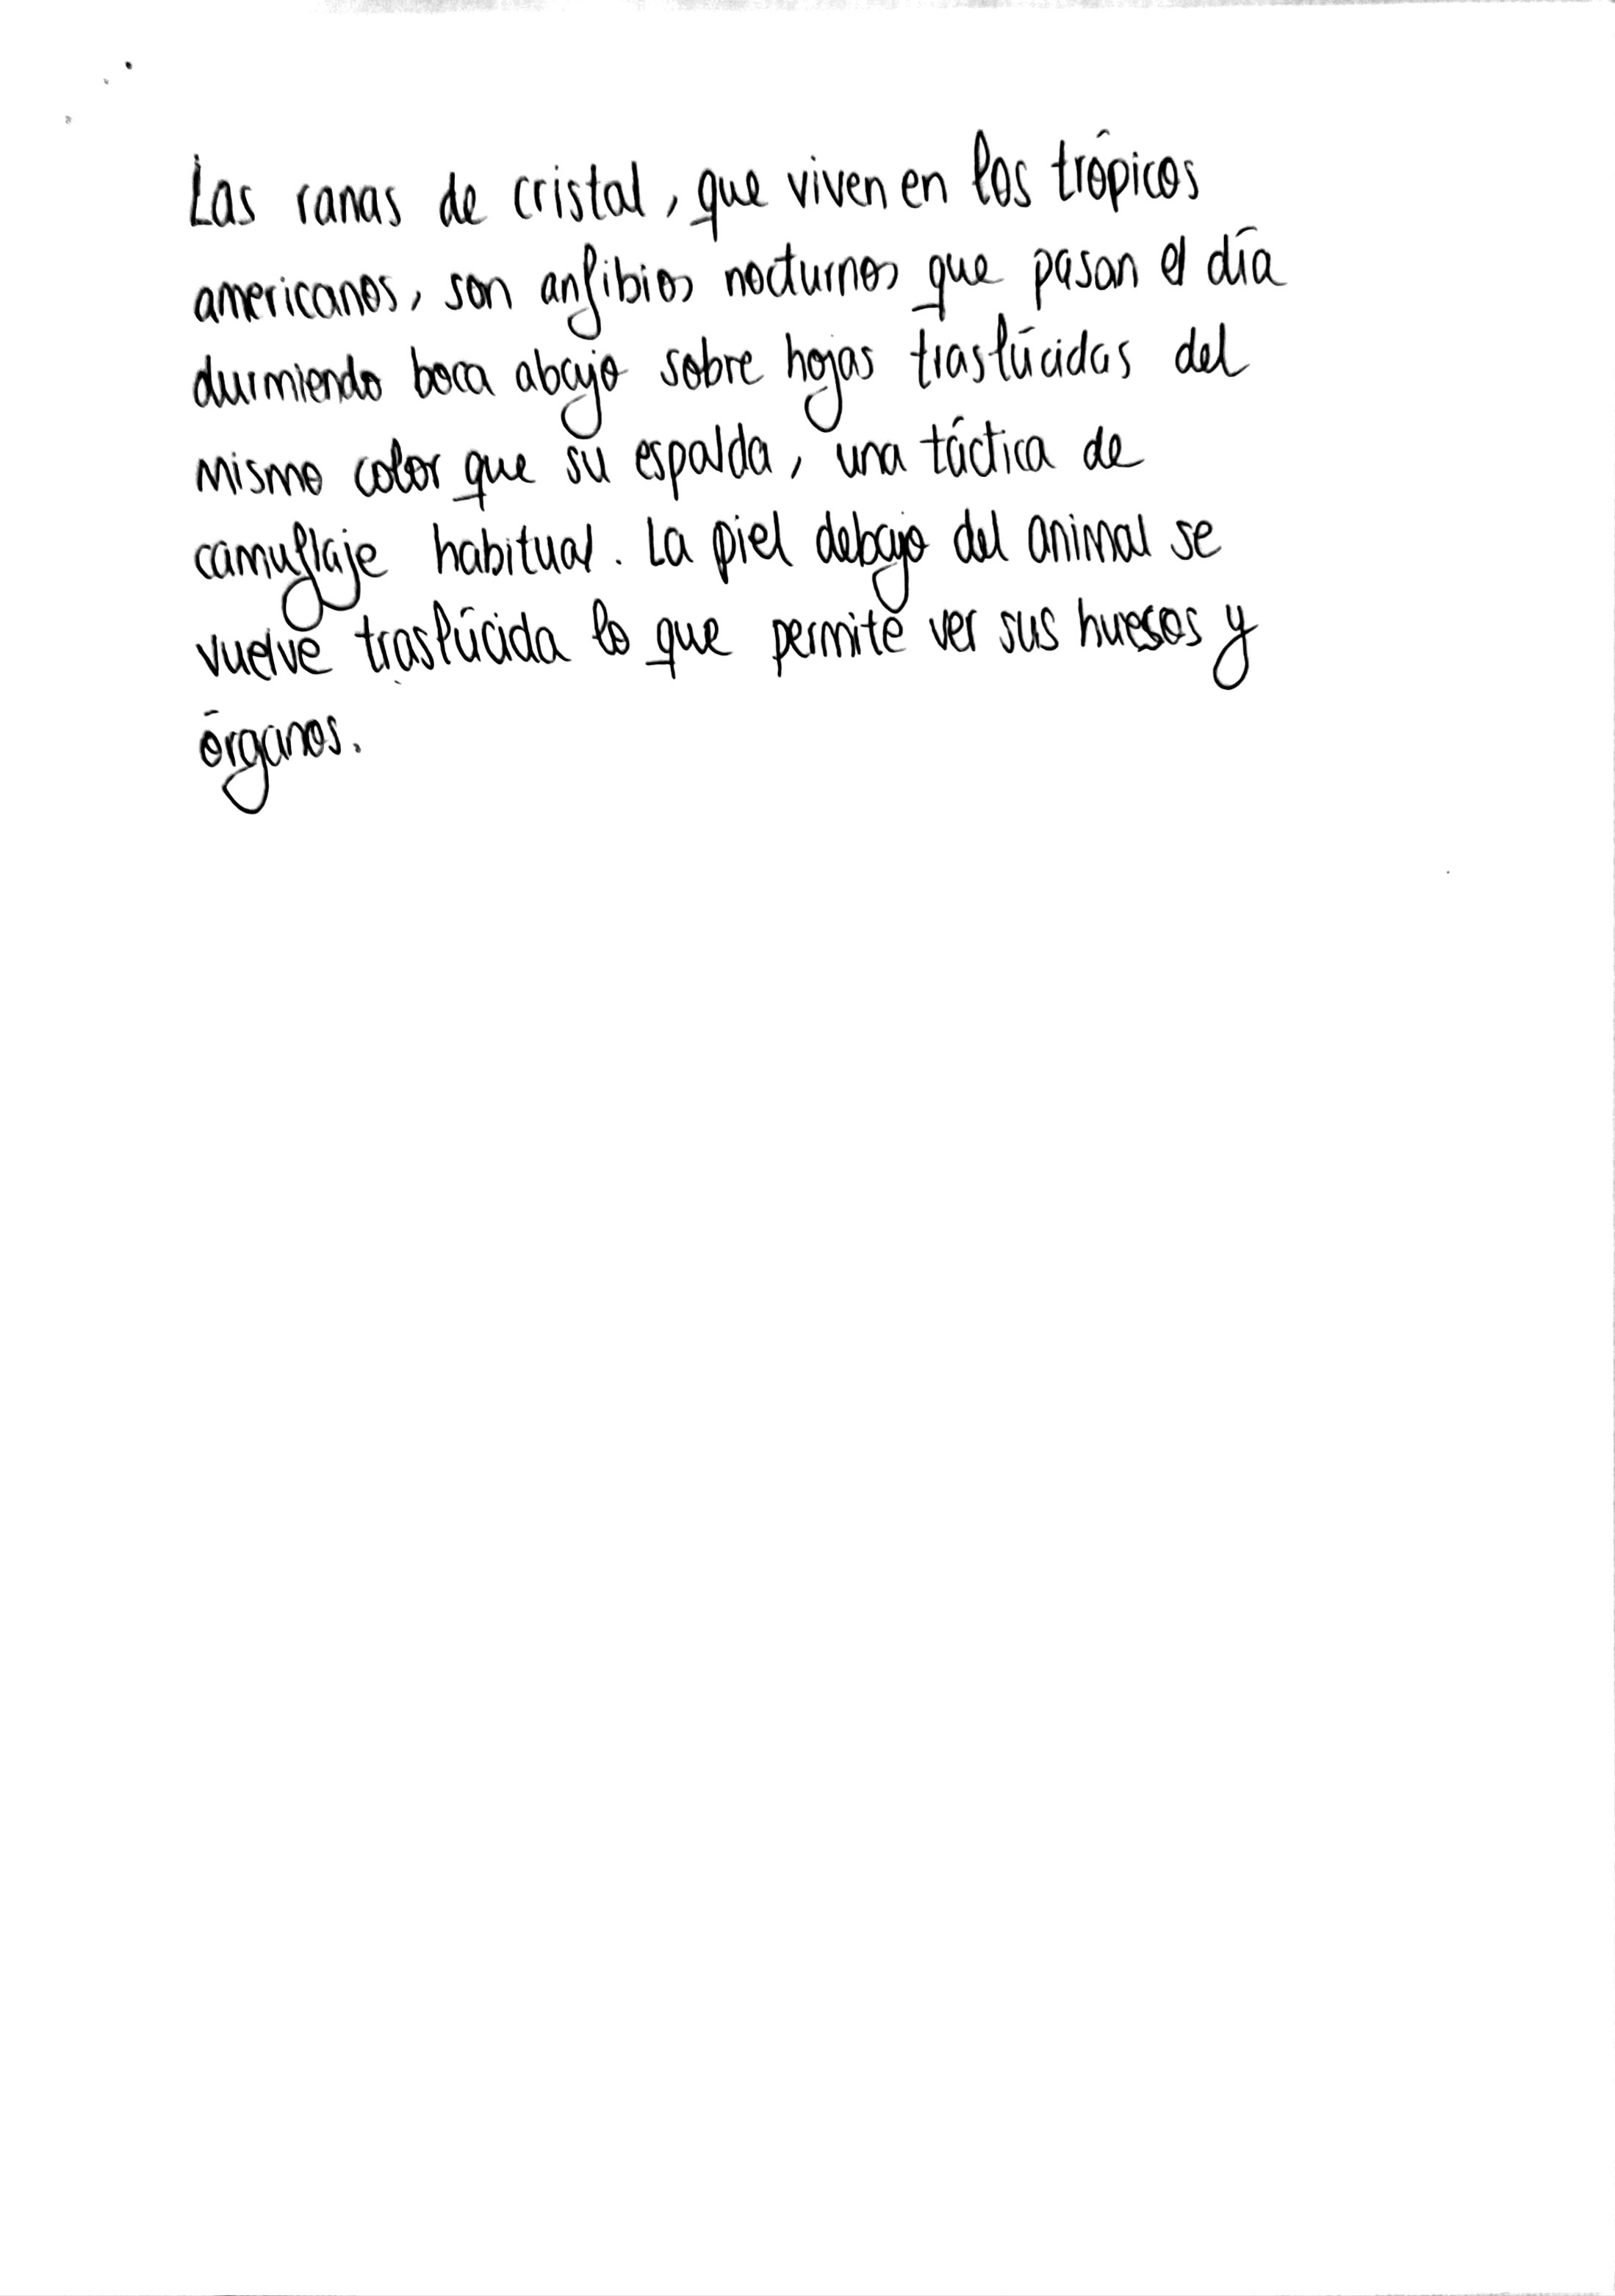 Las ranas de cristal, que viven en los trópicos
americanos, son anfibios nocturnos que pasan el día
durmiendo boca abajo sobre hojas traslúcidas del
mismo color que su espalda, una táctica de
camuflaje habitual. La piel debajo del animal se
vuelve traslúcida lo que permite ver sus huesos y
órganos.